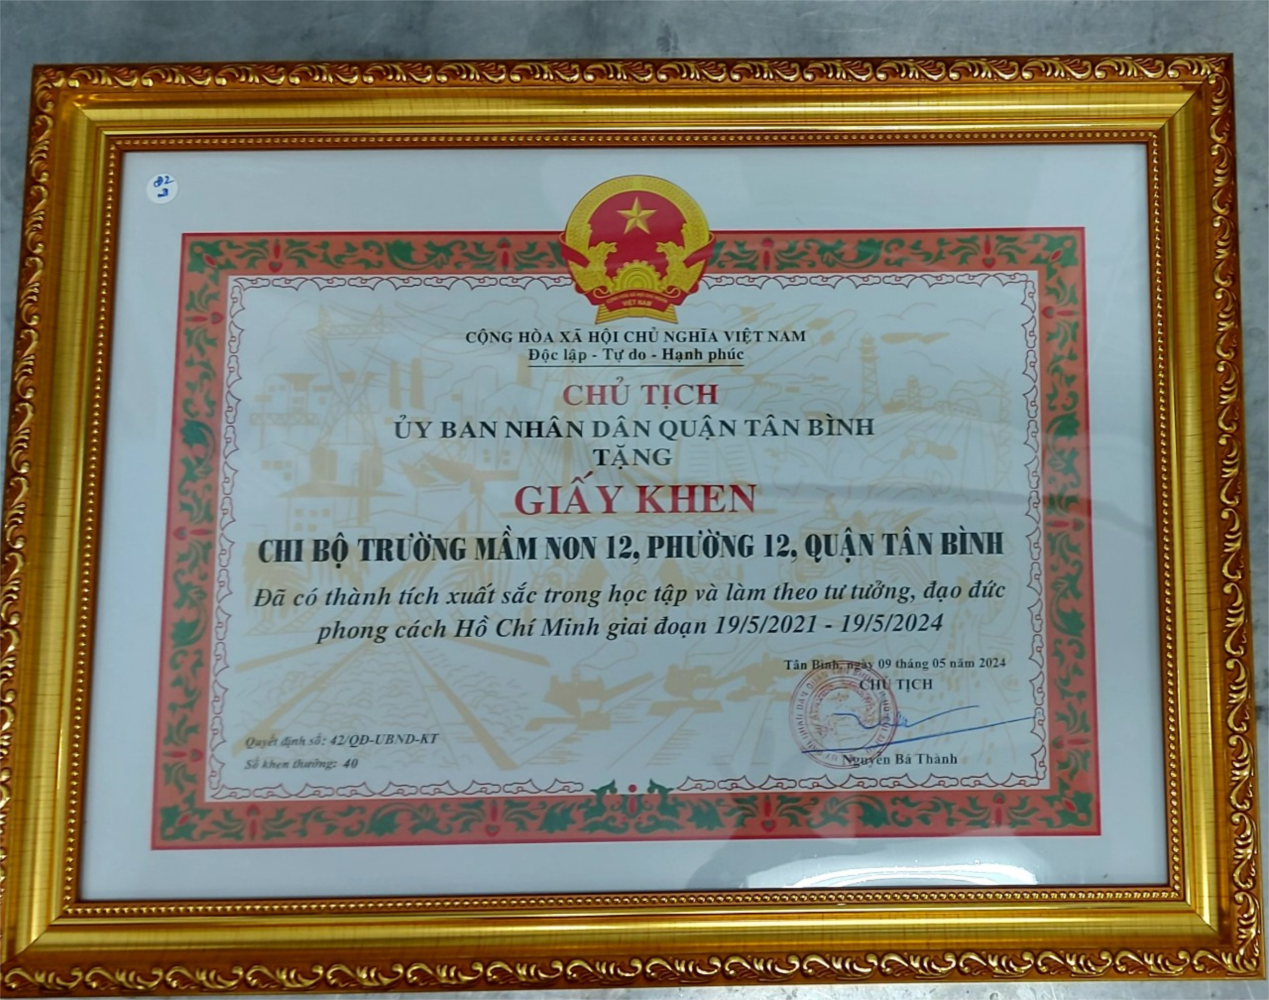 CỘNG HÒA XÃ HỘI CHỦ NGHĨA VIỆT NAM
Độc lập - Tự do - Hạnh phúc
CHỦ TỊCH
ỦY BAN NHÂN DÂN QUẬN TÂN BÌNH
TẶNG
GIẤY KHEN
CHI BỘ TRƯỜNG MẦM NON 12, PHƯỜNG 12, QUẬN TÂN BÌNH
Đã có thành tích xuất sắc trong học tập và làm theo tư tưởng, đạo đức
phong cách Hồ Chí Minh giai đoạn 19/5/2021 - 19/5/2024
Tân Bình, ngày 09 tháng 05 năm 2024
CHỦ TỊCH
Quyết định số: 42/QĐ-UBND-KT
Số khen thưởng: 40
Nguyễn Bá Thành